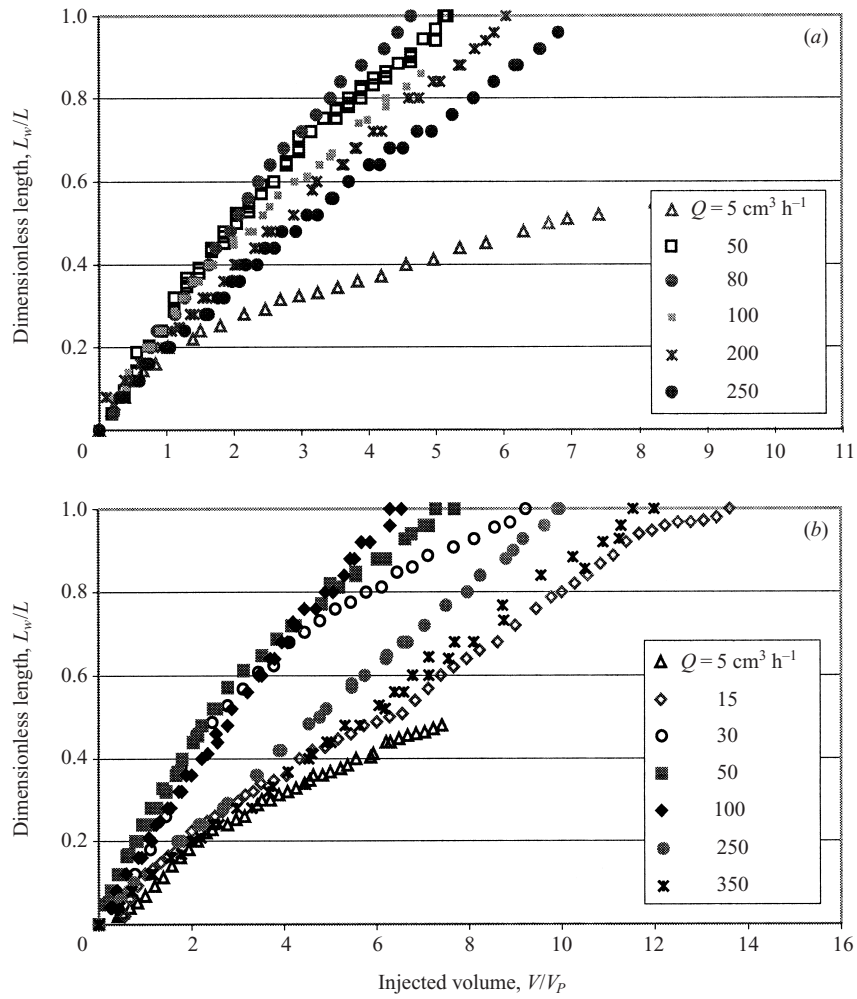 (a)
1.0
0.8
0.6
0.4
0.2
0
Dimensionless length, L_w/L
0 1 2 3 4 5 6 7 8 9 10 11
Q = 5 cm³ h⁻¹
50
80
100
200
250
(b)
1.0
0.8
0.6
0.4
0.2
0
Dimensionless length, L_w/L
0 2 4 6 8 10 12 14 16
Q = 5 cm³ h⁻¹
15
30
50
100
250
350
Injected volume, V/V_P